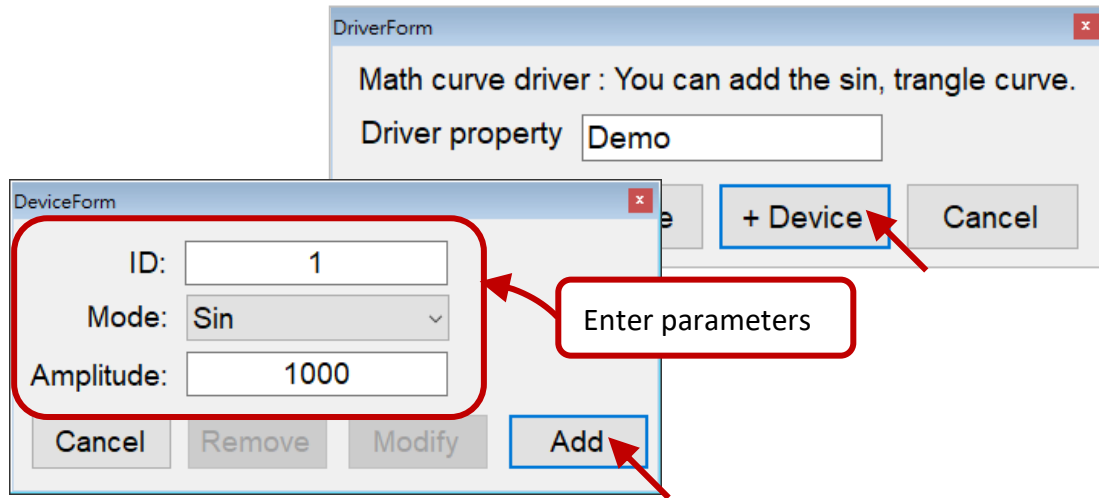 DriverForm
x
Math curve driver : You can add the sin, trangle curve.
Driver property Demo
+ Device Cancel
DeviceForm
x
ID: 1
Mode: Sin
Amplitude: 1000
Cancel Remove Modify Add
Enter parameters